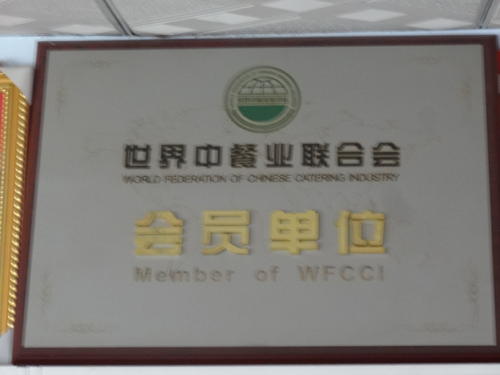 世界中餐业联合会
WORLD FEDERATION OF CHINESE CATERING INDUSTRY
会员单位
Member of WFCCI